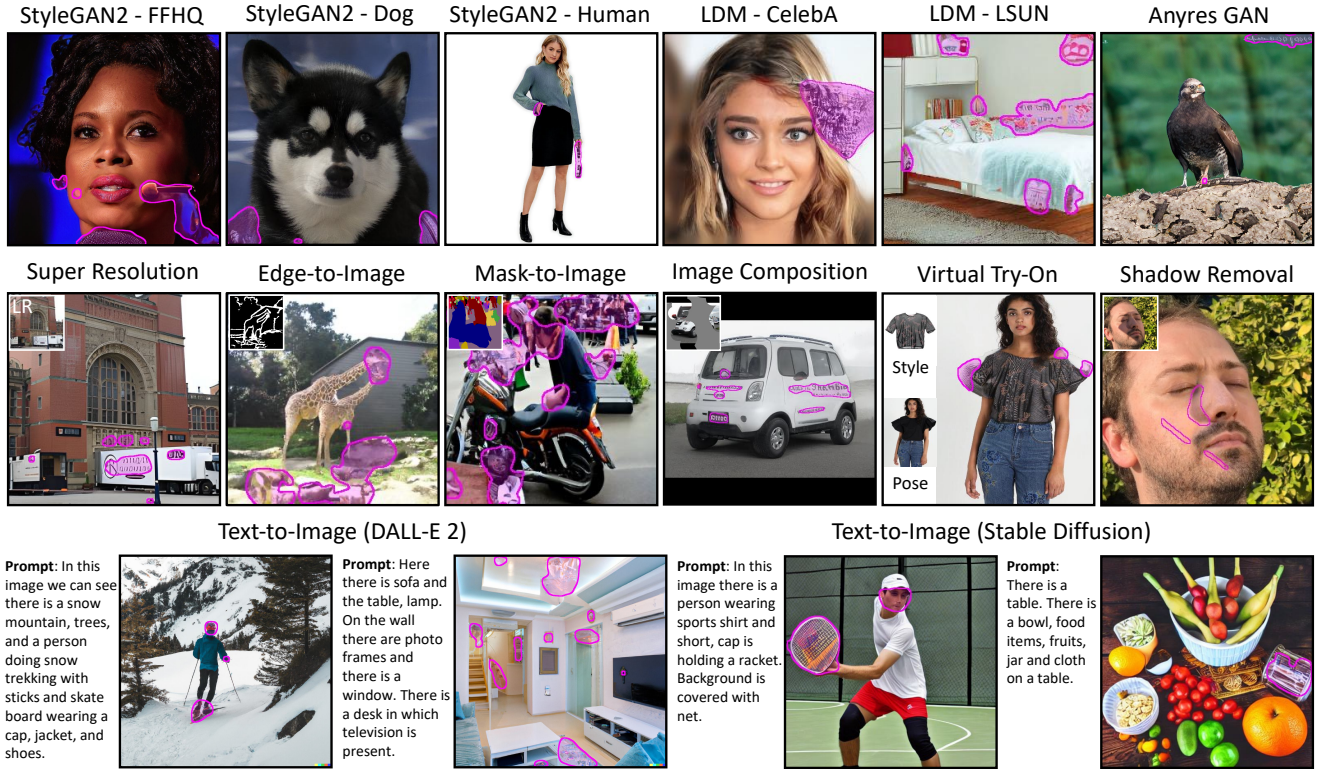 StyleGAN2 - FFHQ
StyleGAN2 - Dog
StyleGAN2 - Human
LDM - CelebA
LDM - LSUN
Anyres GAN
Super Resolution
Edge-to-Image
Mask-to-Image
Image Composition
Virtual Try-On
Shadow Removal
LR
Style
Pose
Text-to-Image (DALL-E 2)
Text-to-Image (Stable Diffusion)
Prompt: In this
image we can see
there is a snow
mountain, trees,
and a person
doing snow
trekking with
sticks and skate
board wearing a
cap, jacket, and
shoes.
Prompt: Here
there is sofa and
the table, lamp.
On the wall
there are photo
frames and
there is a
window. There is
a desk in which
television is
present.
Prompt: In this
image there is a
person wearing
sports shirt and
short, cap is
holding a racket.
Background is
covered with
net.
Prompt:
There is a
table. There is
a bowl, food
items, fruits,
jar and cloth
on a table.